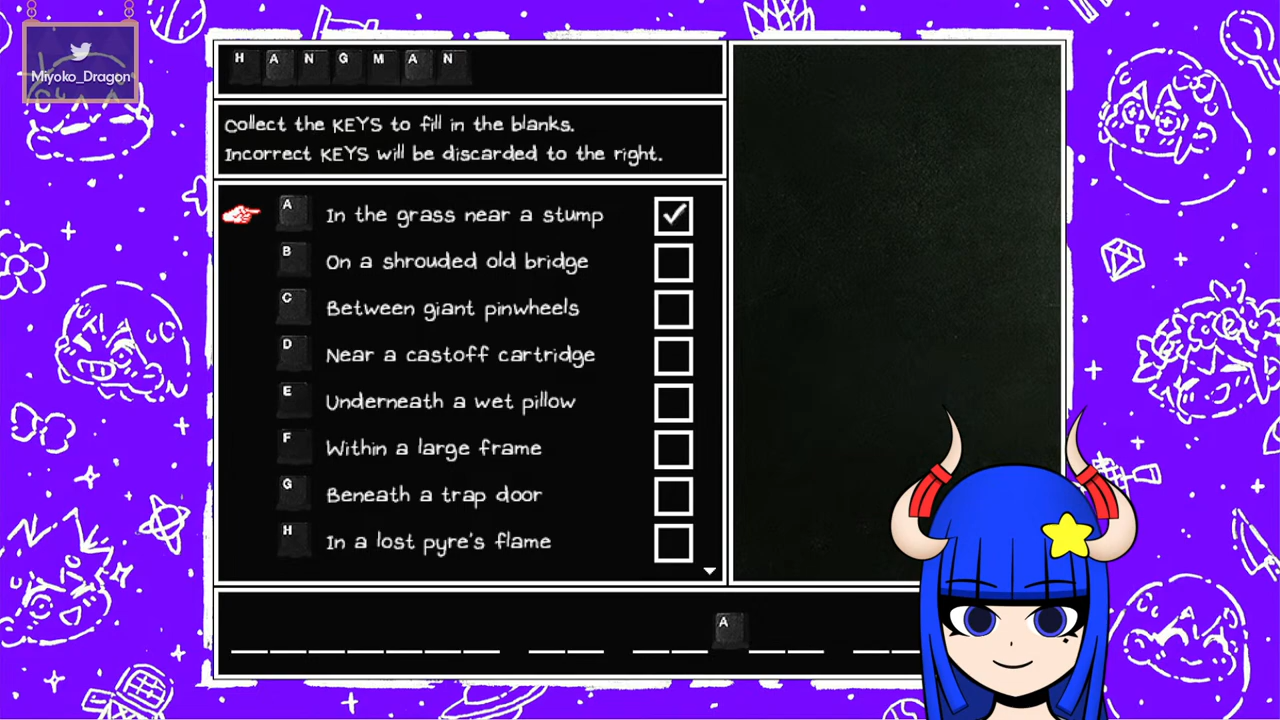 Miyoko_Dragon
H A N G M A N
Collect the KEYS to fill in the blanks.
Incorrect KEYS will be discarded to the right.
A In the grass near a stump
B On a shrouded old bridge
C Between giant pinwheels
D Near a castoff cartridge
E Underneath a wet pillow
F Within a large frame
G Beneath a trap door
H In a lost pyre's flame
A